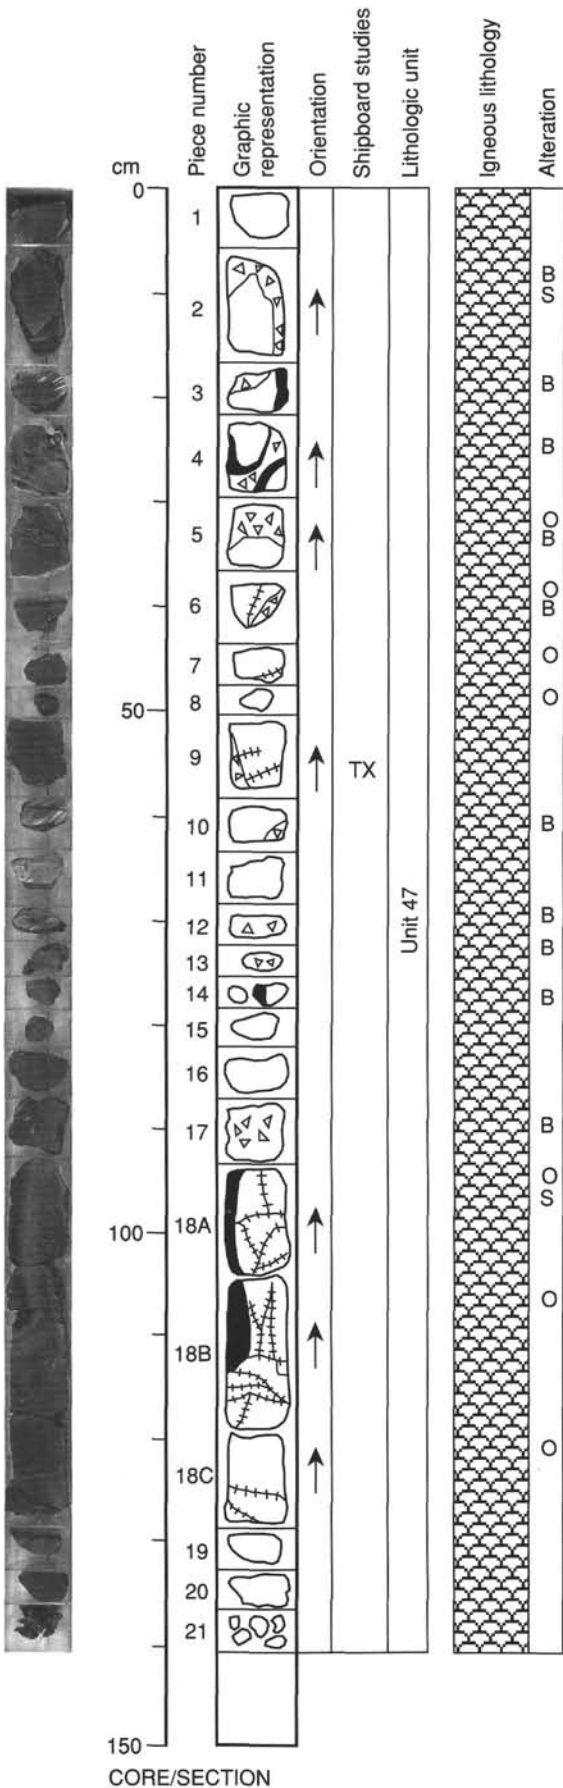 cm
Piece number
Graphic representation
Orientation
Shipboard studies
Lithologic unit
Igneous lithology
Alteration
0
1
B
2
S
3
B
4
B
O
5
B
O
6
B
7
O
8
O
50
9
TX
10
B
11
Unit 47
12
B
13
B
14
B
15
16
17
B
O
18A
S
100
O
18B
O
18C
19
20
21
150
CORE/SECTION